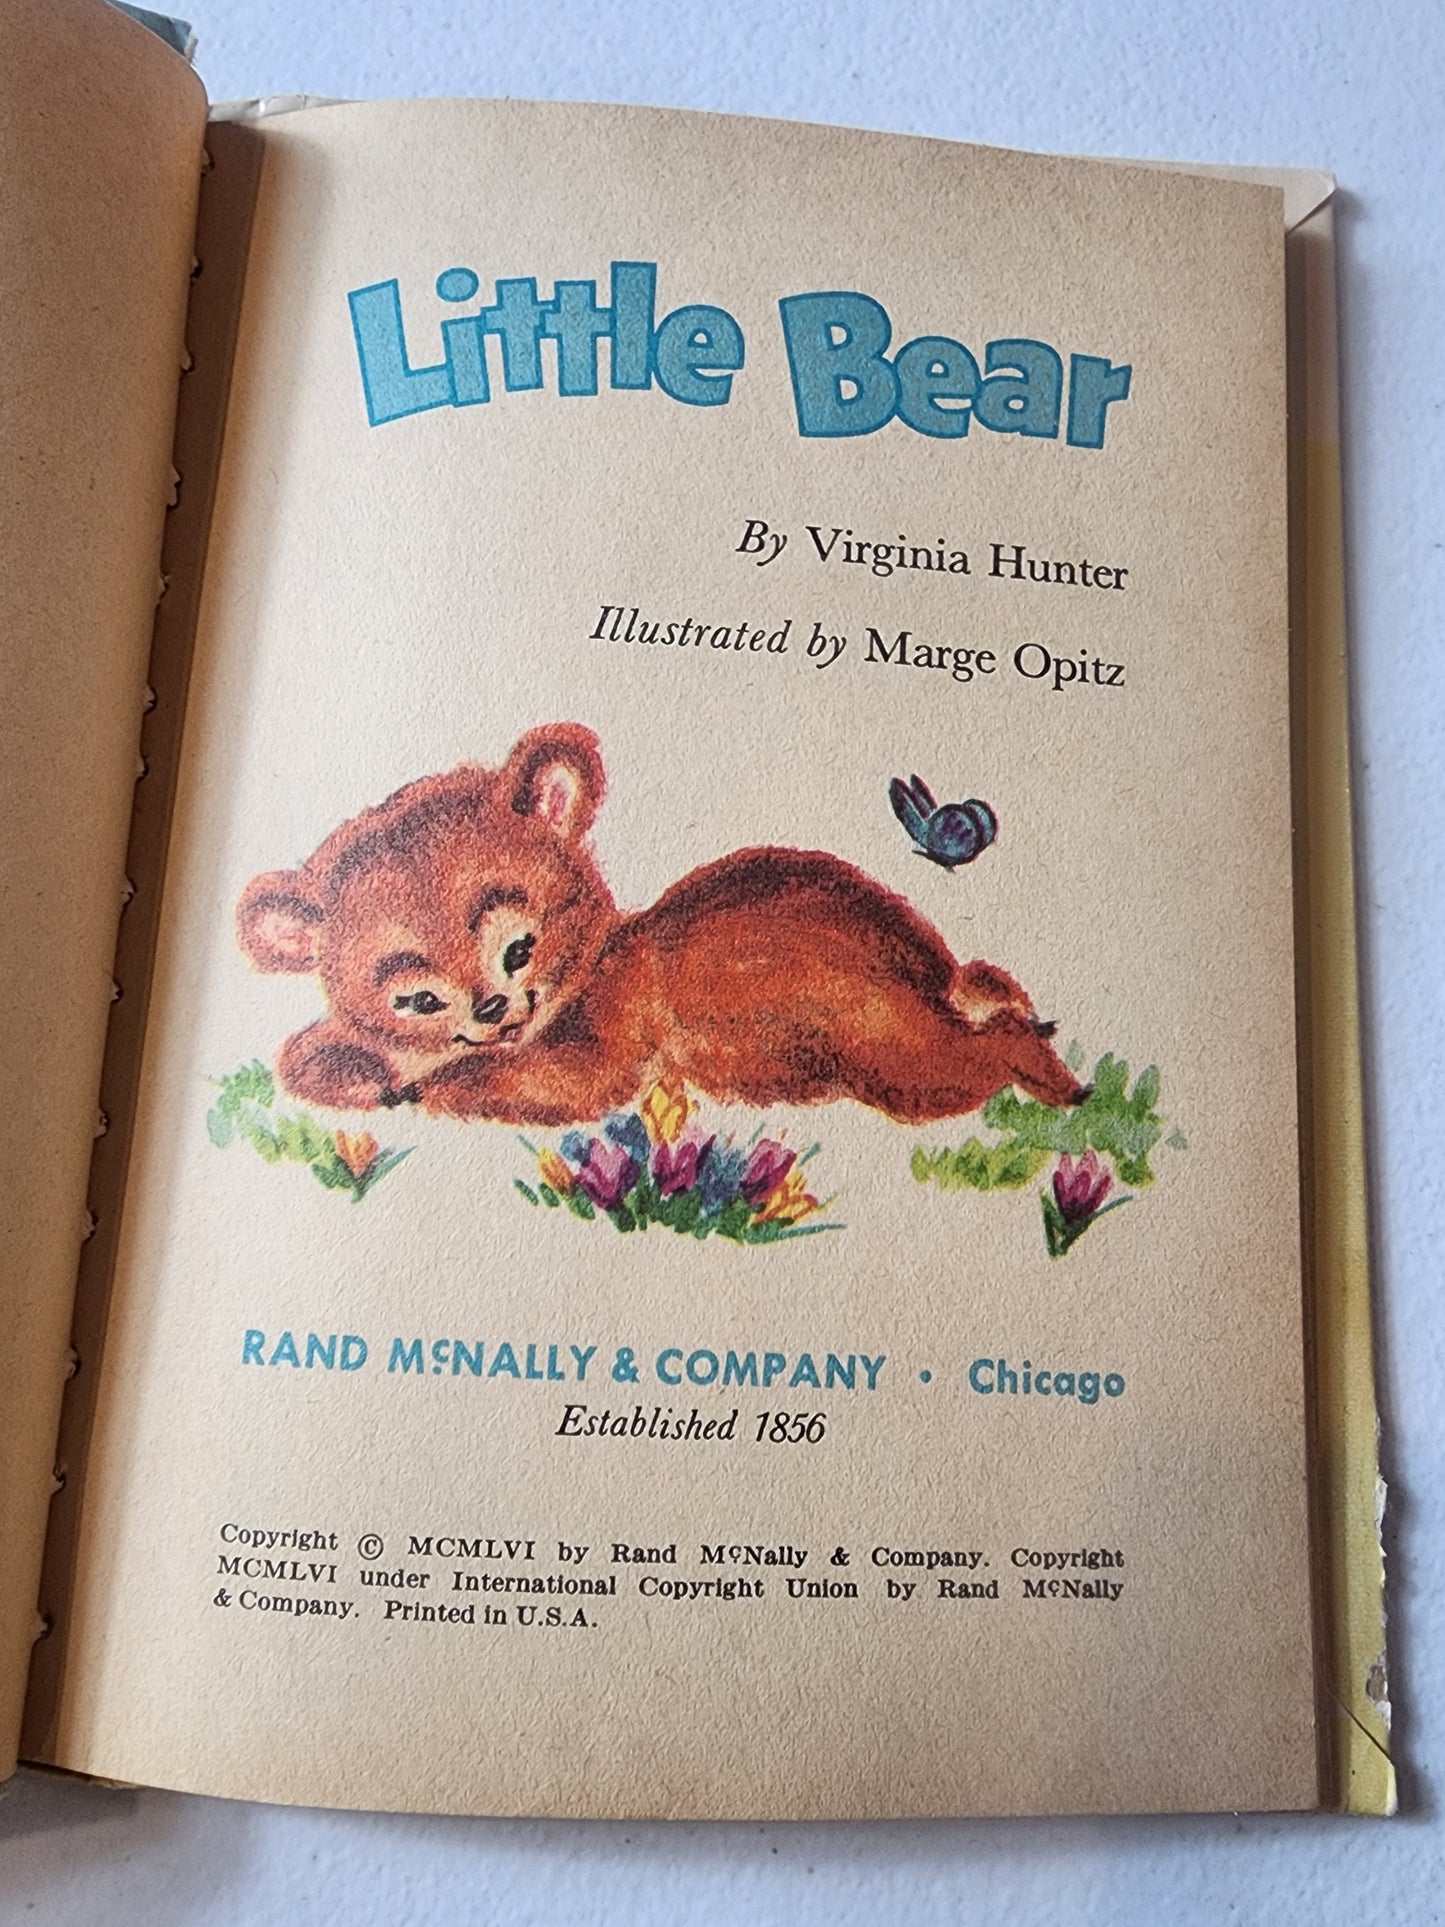 Little Bear
By Virginia Hunter
Illustrated by Marge Opitz
RAND McNALLY & COMPANY • Chicago
Established 1856
Copyright © MCMLVI by Rand McNally & Company. Copyright
MCMLVI under International Copyright Union by Rand McNally
& Company. Printed in U.S.A.